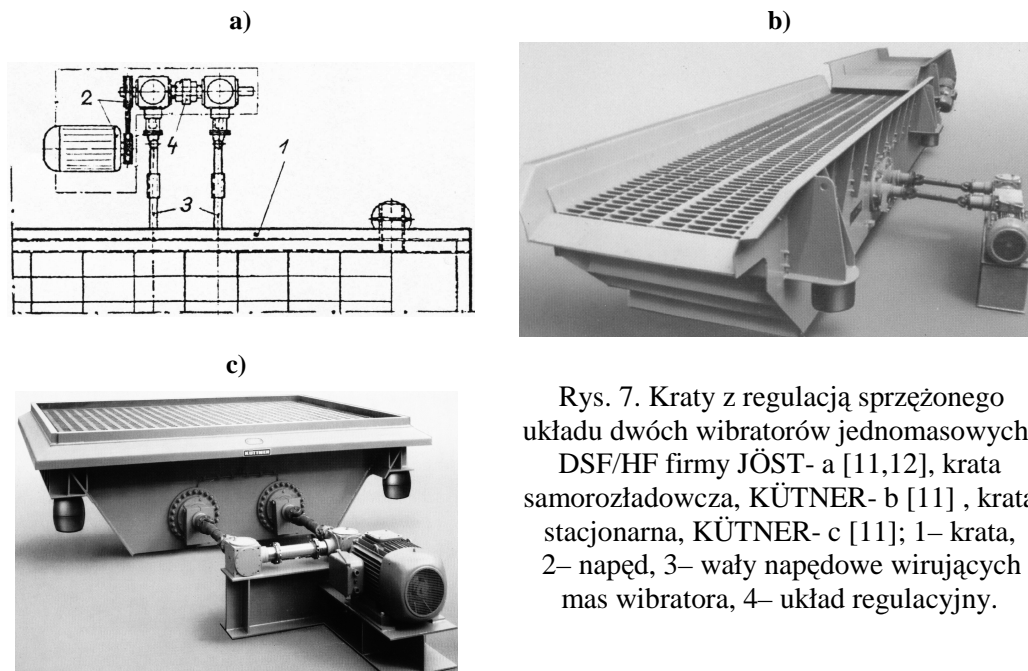 a)
b)
2
4
1
3
c)
KÜTTNER
Rys. 7. Kraty z regulacją sprzężonego
układu dwóch wibratorów jednomasowych
DSF/HF firmy JÖST- a [11,12], krata
samorozładowcza, KÜTNER- b [11] , krata
stacjonarna, KÜTNER- c [11]; 1– krata,
2– napęd, 3– wały napędowe wirujących
mas wibratora, 4– układ regulacyjny.